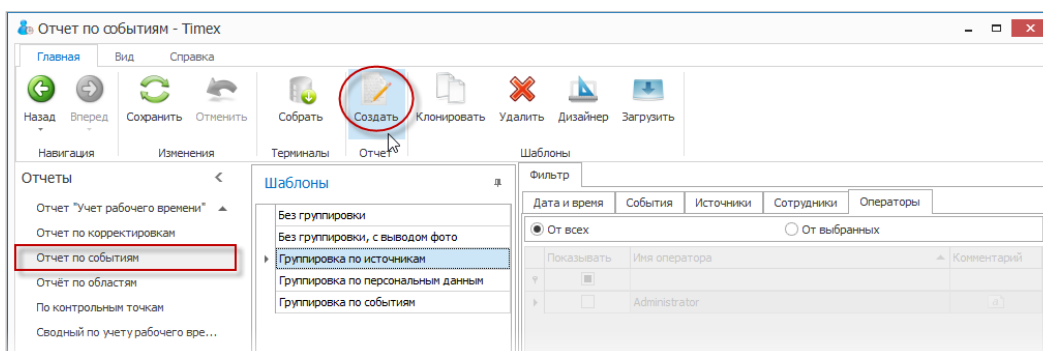 Отчет по событиям - Timex
Главная Вид Справка
Назад Вперед Сохранить Отменить Собрать Создать Клонировать Удалить Дизайнер Загрузить
Навигация Изменения Терминалы Отчет Шаблоны
Отчеты
Отчет "Учет рабочего времени"
Отчет по корректировкам
Отчет по событиям
Отчёт по областям
По контрольным точкам
Сводный по учету рабочего вре...
Шаблоны
Без группировки
Без группировки, с выводом фото
Группировка по источникам
Группировка по персональным данным
Группировка по событиям
Фильтр
Дата и время События Источники Сотрудники Операторы
От всех От выбранных
Показывать Имя оператора Комментарий
Administrator